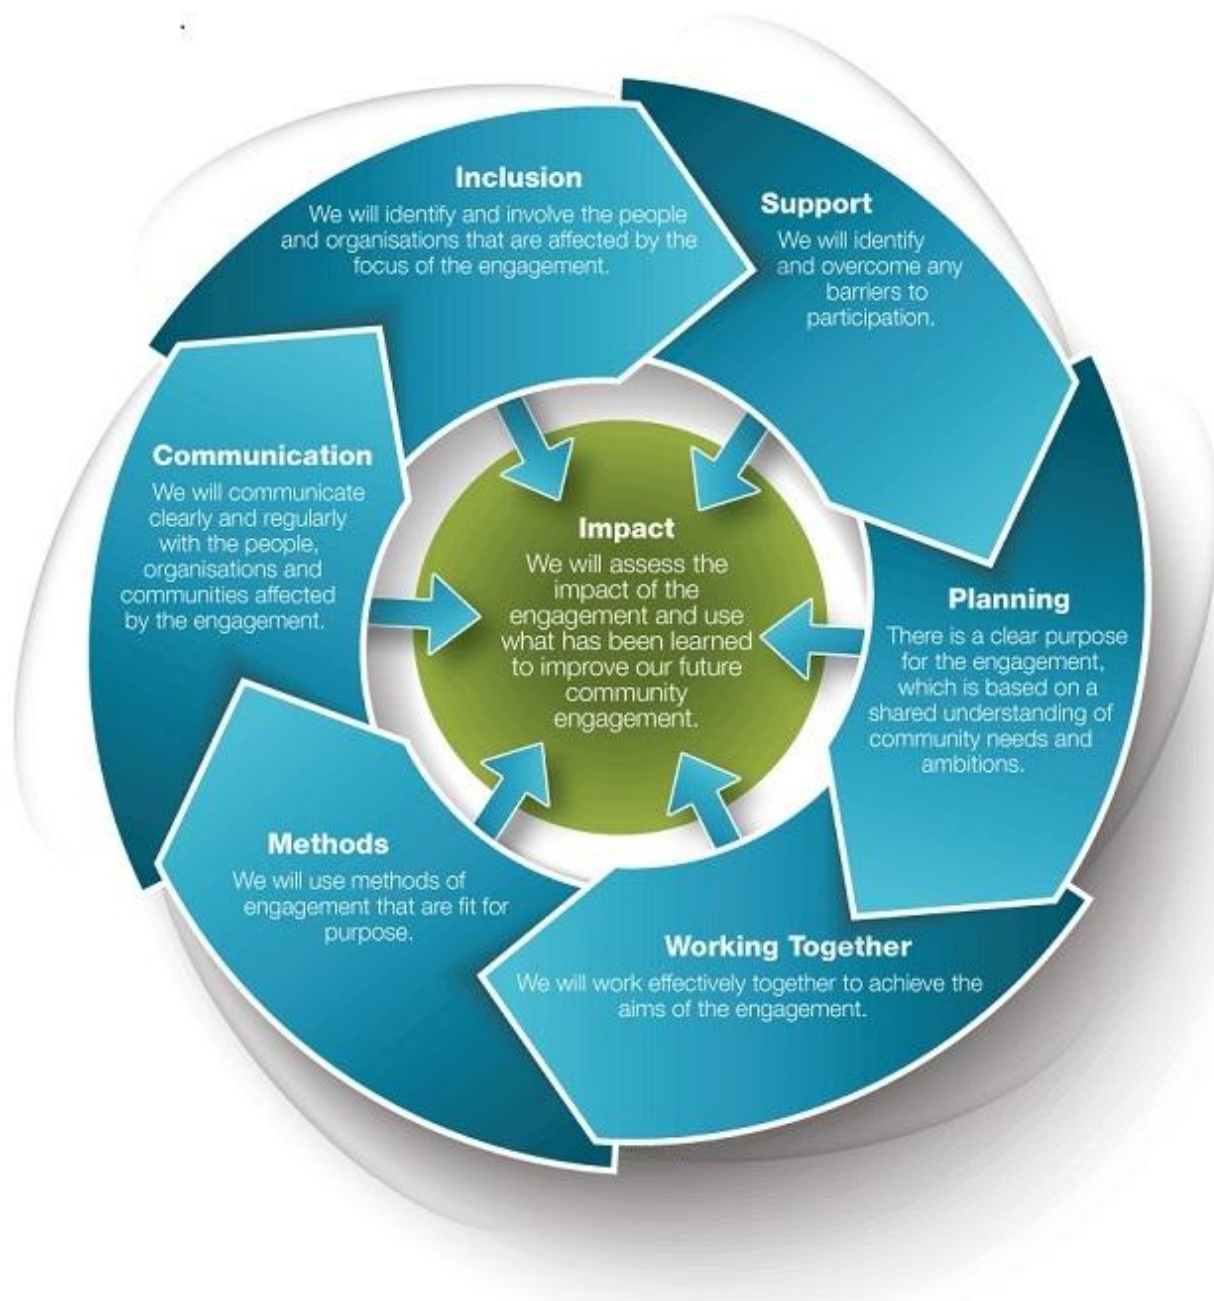 Inclusion
We will identify and involve the people
and organisations that are affected by the
focus of the engagement.
Support
We will identify
and overcome any
barriers to
participation.
Planning
There is a clear purpose
for the engagement,
which is based on a
shared understanding of
community needs and
ambitions.
Working Together
We will work effectively together to achieve the
aims of the engagement.
Methods
We will use methods of
engagement that are fit for
purpose.
Communication
We will communicate
clearly and regularly
with the people,
organisations and
communities affected
by the engagement.
Impact
We will assess the
impact of the
engagement and use
what has been learned
to improve our future
community
engagement.